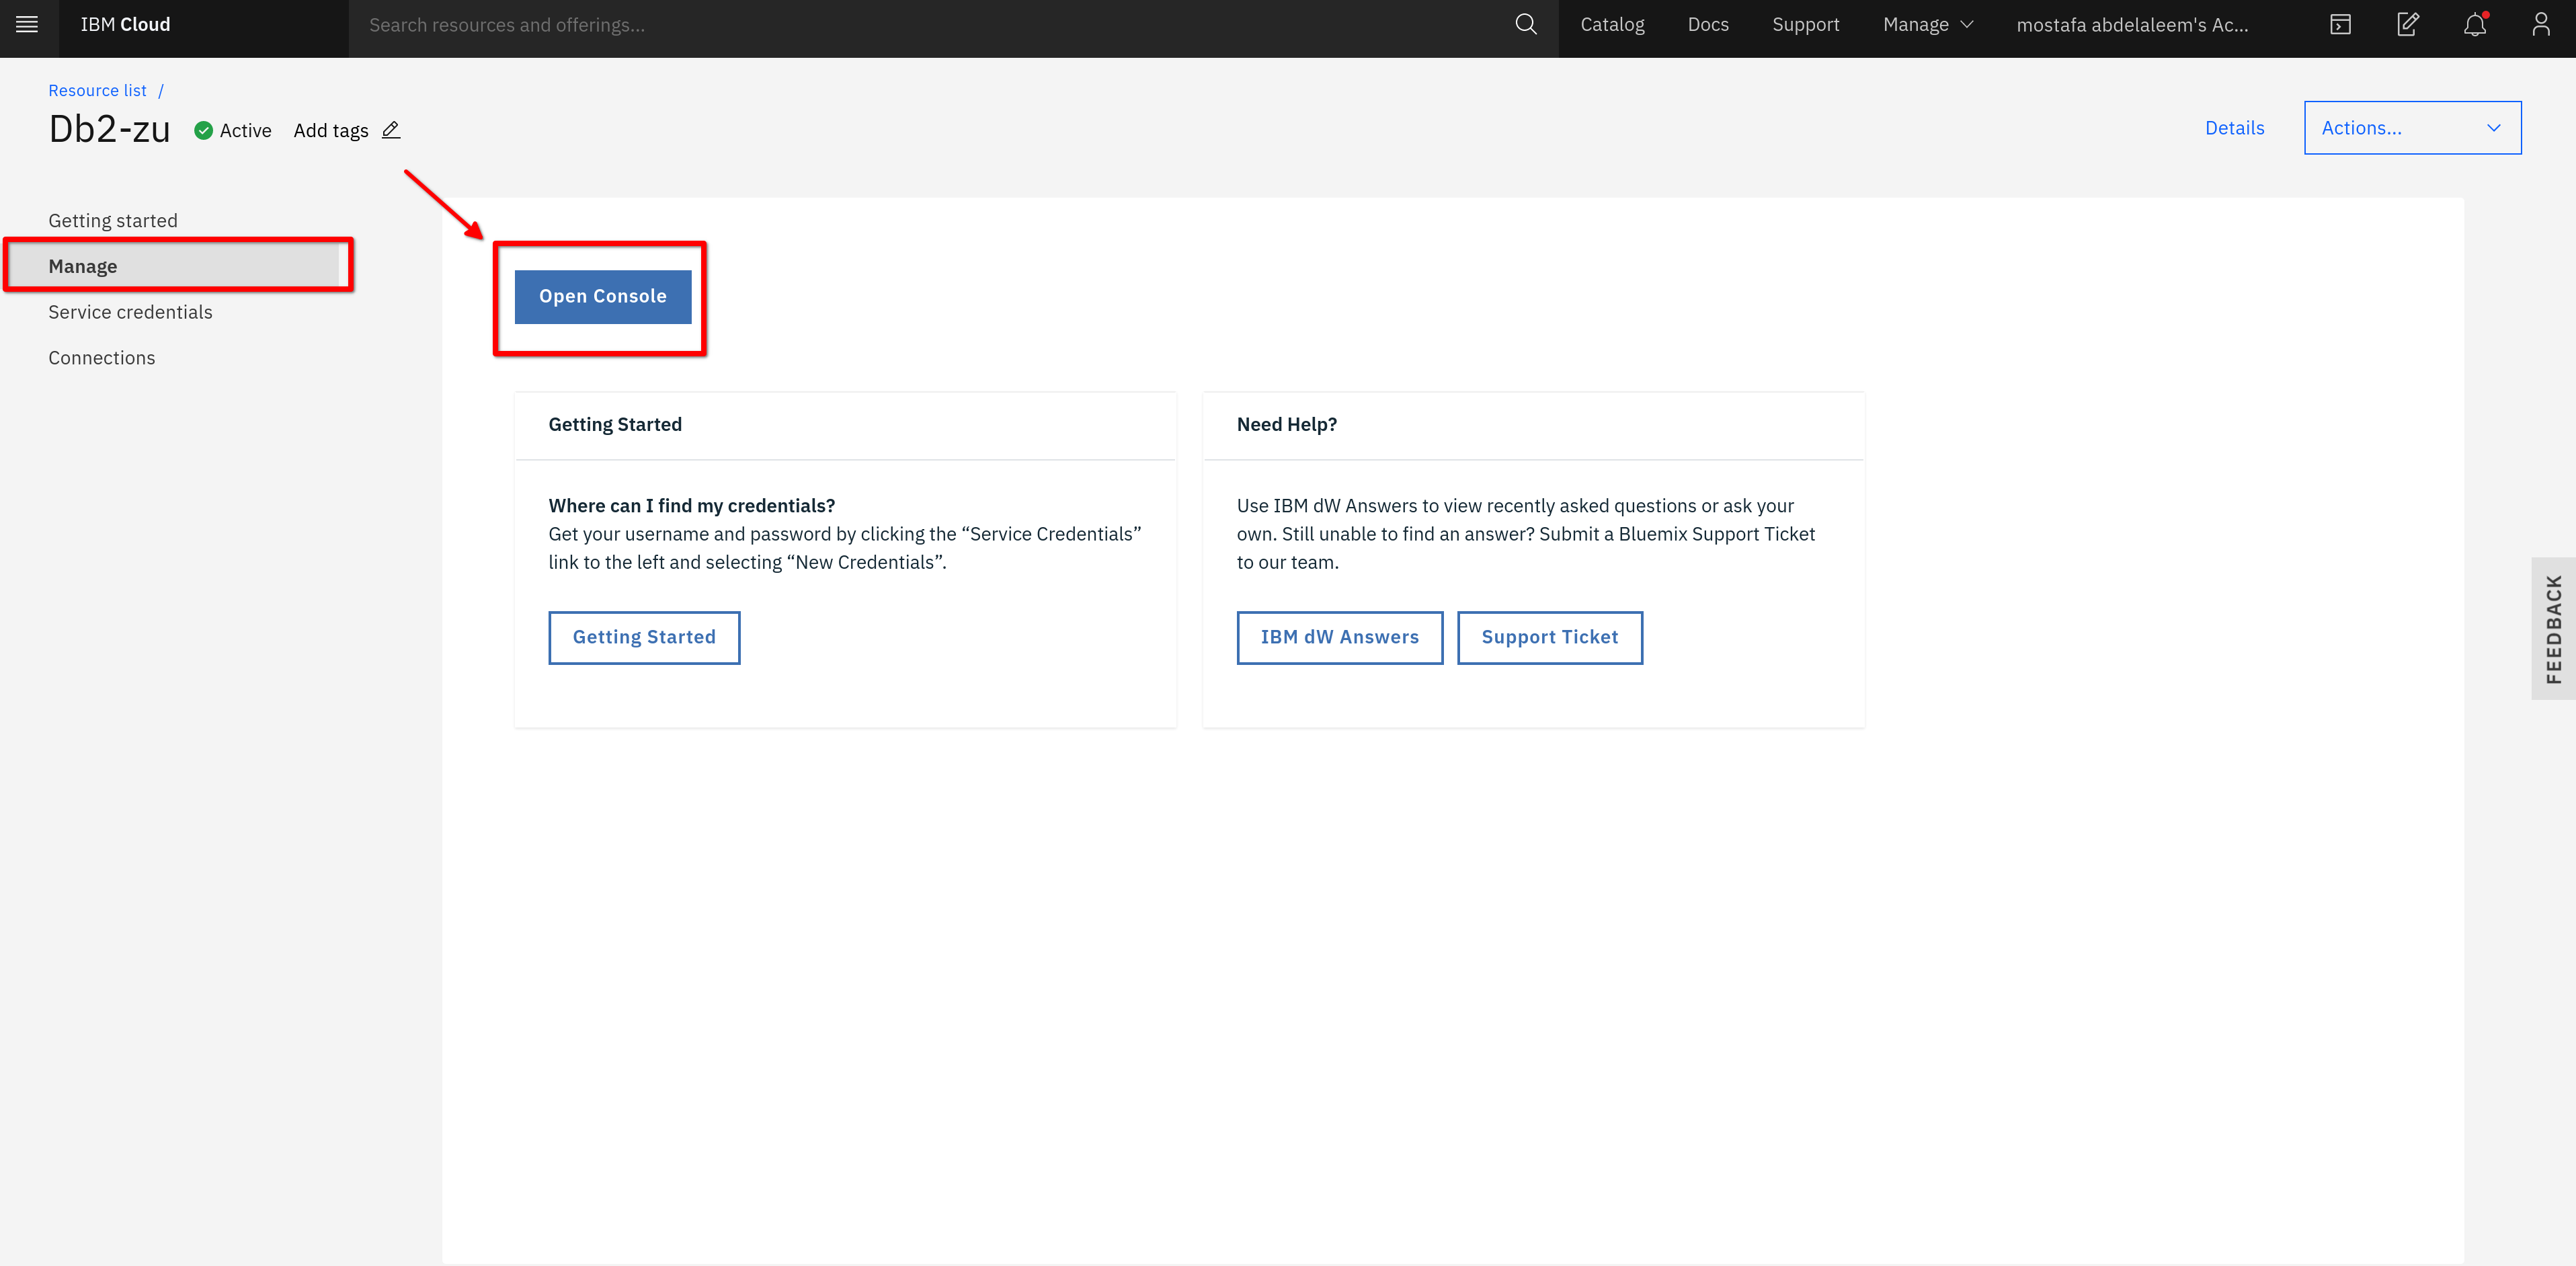 IBM Cloud
Search resources and offerings...
Catalog
Docs
Support
Manage
mostafa abdelaleem's Ac...
Resource list /
Db2-zu
Active
Add tags
Details
Actions...
Getting started
Manage
Service credentials
Connections
Open Console
Getting Started
Where can I find my credentials?
Get your username and password by clicking the “Service Credentials”
link to the left and selecting “New Credentials”.
Getting Started
Need Help?
Use IBM dW Answers to view recently asked questions or ask your
own. Still unable to find an answer? Submit a Bluemix Support Ticket
to our team.
IBM dW Answers
Support Ticket
FEEDBACK